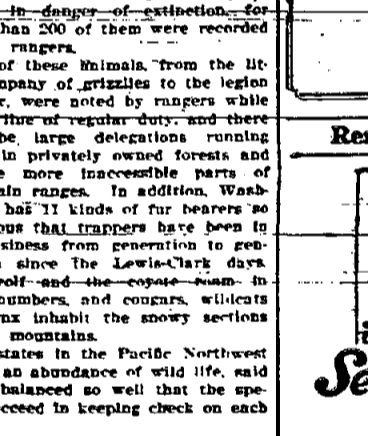 in danger of extinction, for
han 200 of them were recorded
rangers.
of these animals, from the lit-
mpany of grizzlies to the legion
r, were noted by rangers while
line of regular duty, and there
be large delegations running
in privately owned forests and
e more inaccessible parts of
ain ranges. In addition, Wash-
has 11 kinds of fur bearers so
ous that trappers have been in
siness from generation to gen-
since the Lewis-Clark days.
olf and the coyote roam in
numbers, and cougars, wildcats
ynx inhabit the snowy sections
mountains.
states in the Pacific Northwest
an abundance of wild life, said
balanced so well that the spe-
cceed in keeping check on each
Re
Se